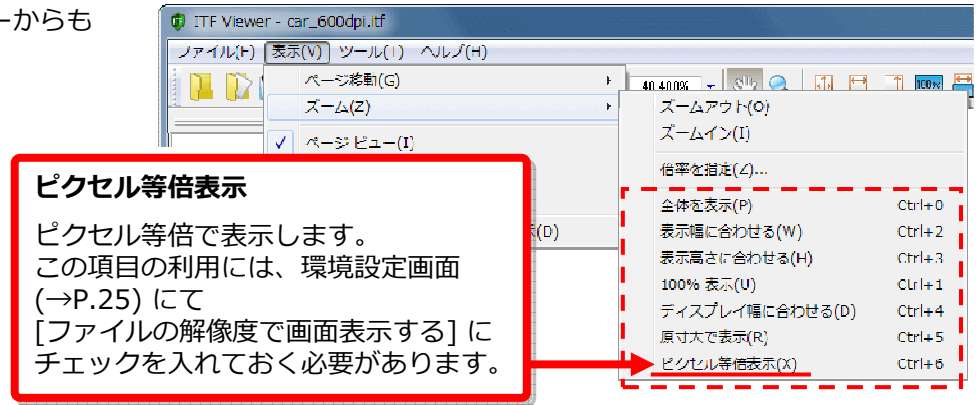 ーからも
ITF Viewer - car_600dpi.itf
ファイル(F) 表示(V) ツール(T) ヘルプ(H)
ページ移動(G)
40.400%
100%
ズーム(Z)
ズームアウト(O)
ズームイン(I)
ページ ビュー(I)
倍率を指定(Z)...
全体を表示(P) Ctrl+0
(D)
表示幅に合わせる(W) Ctrl+2
表示高さに合わせる(H) Ctrl+3
100% 表示(U) Ctrl+1
ディスプレイ幅に合わせる(D) Ctrl+4
原寸大で表示(R) Ctrl+5
ピクセル等倍表示(X) Ctrl+6
ピクセル等倍表示
ピクセル等倍で表示します。
この項目の利用には、環境設定画面
(→P.25) にて
[ファイルの解像度で画面表示する] に
チェックを入れておく必要があります。